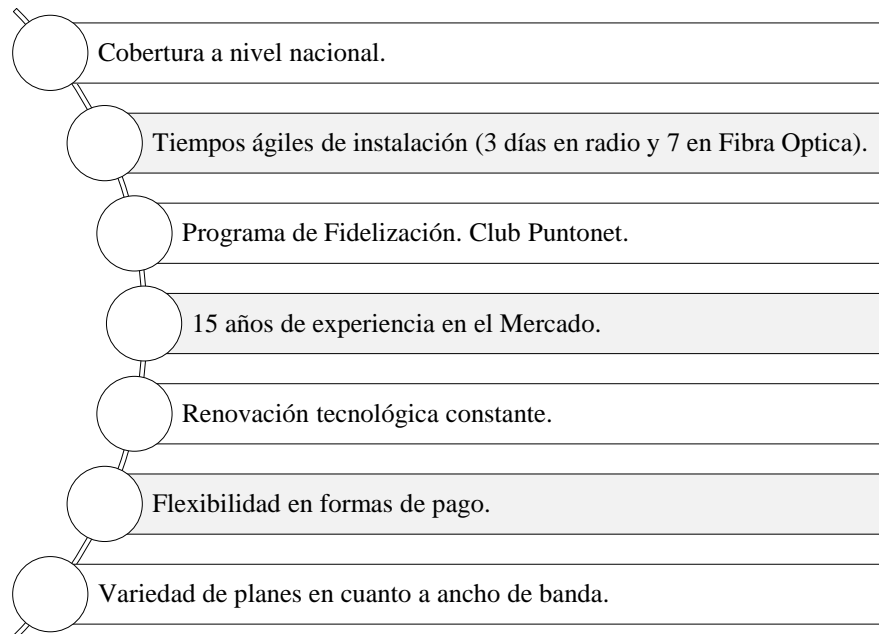 Cobertura a nivel nacional.
Tiempos ágiles de instalación (3 días en radio y 7 en Fibra Optica).
Programa de Fidelización. Club Puntonet.
15 años de experiencia en el Mercado.
Renovación tecnológica constante.
Flexibilidad en formas de pago.
Variedad de planes en cuanto a ancho de banda.